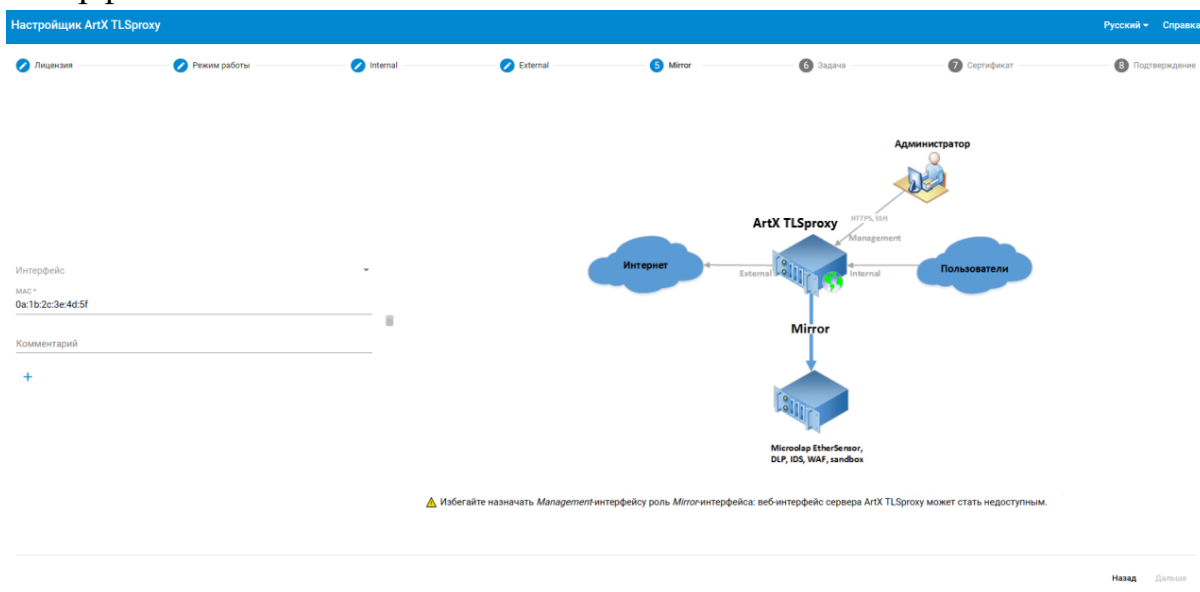 Настройщик ArtX TLSproxy
Русский Справка
Лицензия
Режим работы
Internal
External
5 Mirror
6 Задача
7 Сертификат
8 Подтверждение
Администратор
HTTPS, SSH
Management
ArtX TLSproxy
Интернет
External
Internal
Пользователи
Mirror
Microolap EtherSensor,
DLP, IDS, WAF, sandbox
Интерфейс
MAC *
0a:1b:2c:3e:4d:5f
Комментарий
+
Избегайте назначать Management-интерфейсу роль Mirror-интерфейса: веб-интерфейс сервера ArtX TLSproxy может стать недоступным.
Назад Дальше